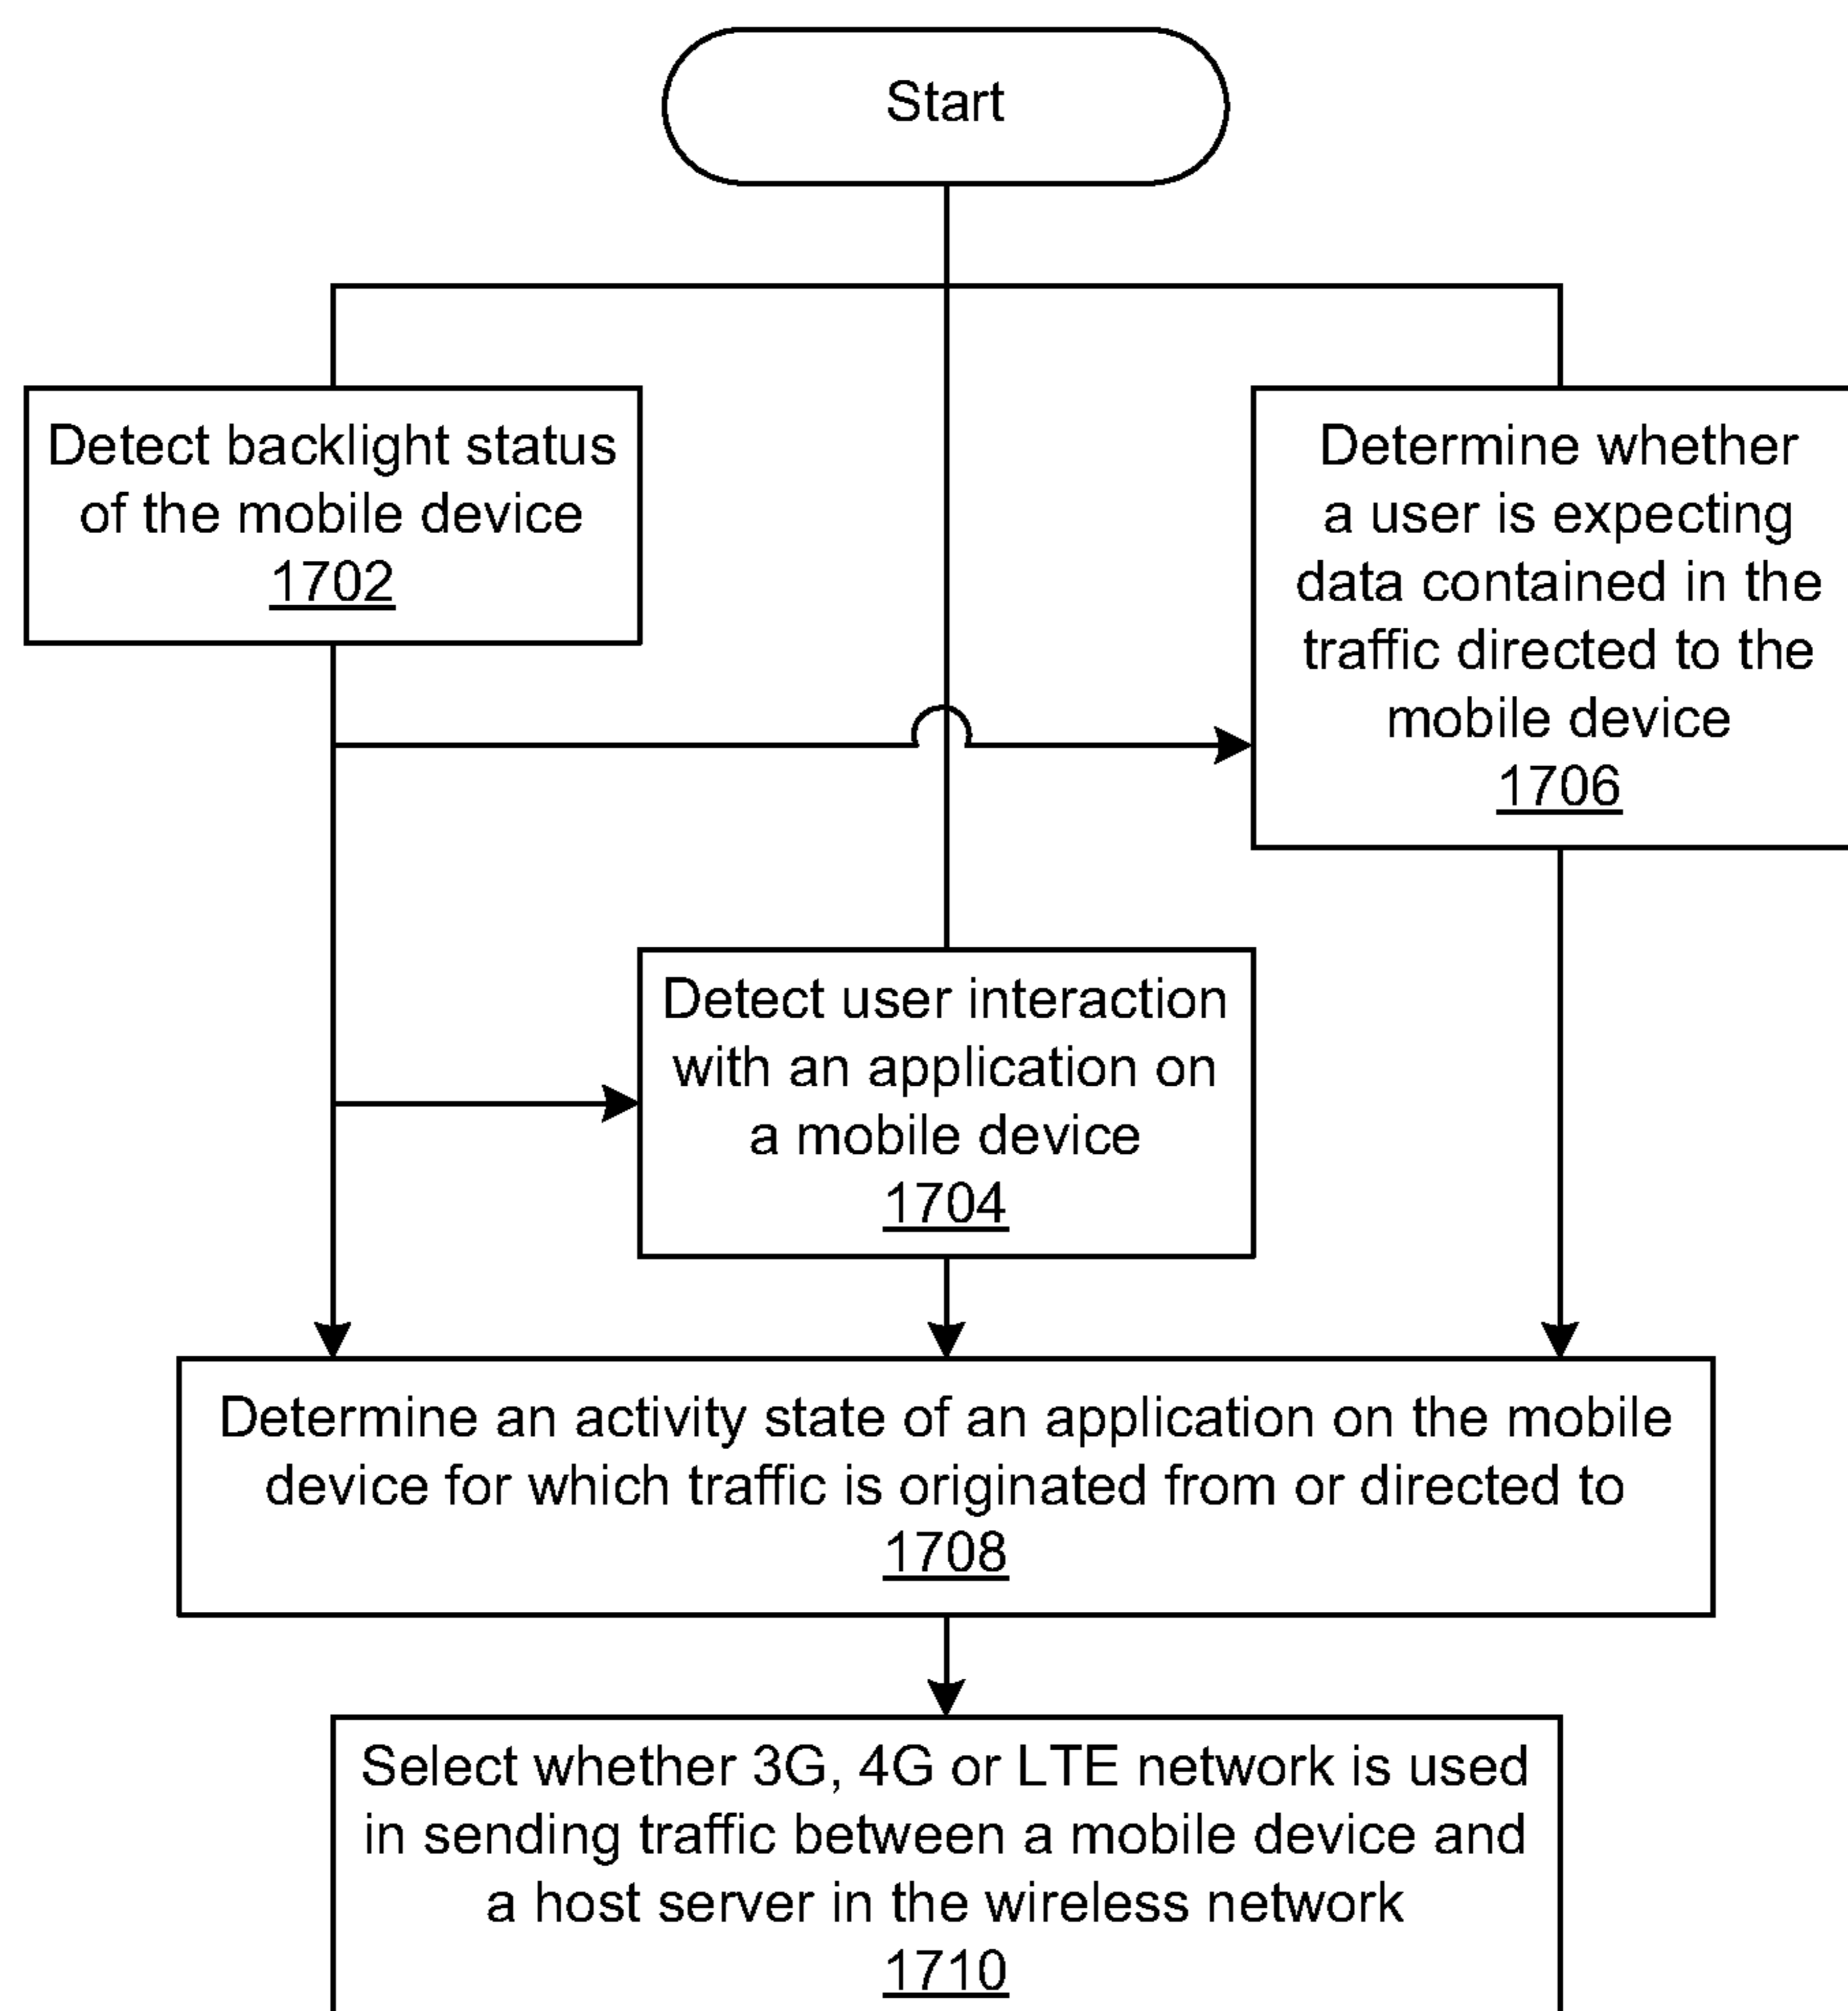 Start
Detect backlight status
of the mobile device
1702
Determine whether
a user is expecting
data contained in the
traffic directed to the
mobile device
1706
Detect user interaction
with an application on
a mobile device
1704
Determine an activity state of an application on the mobile
device for which traffic is originated from or directed to
1708
Select whether 3G, 4G or LTE network is used
in sending traffic between a mobile device and
a host server in the wireless network
1710